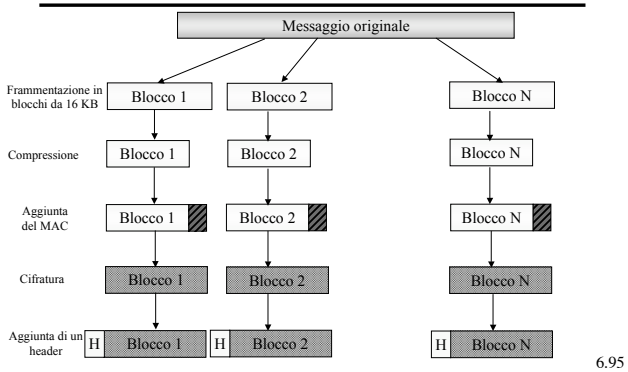 Messaggio originale
Frammentazione in
blocchi da 16 KB
Blocco 1
Blocco 2
Blocco N
Compressione
Blocco 1
Blocco 2
Blocco N
Aggiunta
del MAC
Blocco 1
Blocco 2
Blocco N
Cifratura
Blocco 1
Blocco 2
Blocco N
Aggiunta di un
header
H
Blocco 1
H
Blocco 2
H
Blocco N
6.95